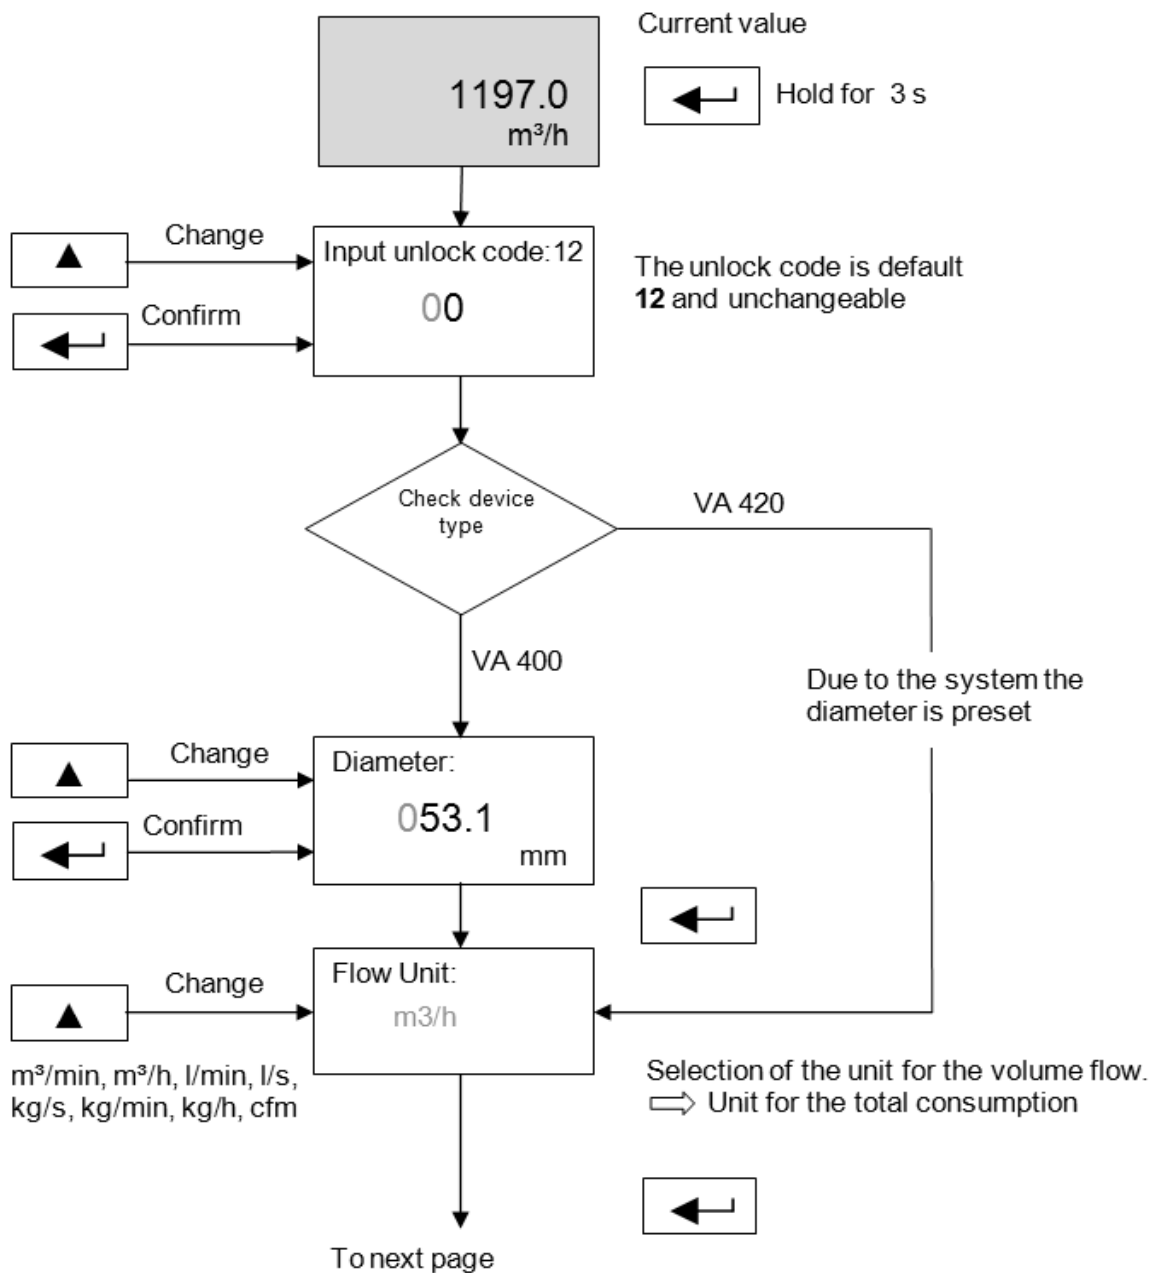 Current value
1197.0
m³/h
Hold for 3 s
Change
Input unlock code:12
00
Confirm
The unlock code is default
12 and unchangeable
Check device
type
VA 420
VA 400
Due to the system the
diameter is preset
Change
Diameter:
053.1
mm
Confirm
Change
Flow Unit:
m3/h
m³/min, m³/h, l/min, l/s,
kg/s, kg/min, kg/h, cfm
Selection of the unit for the volume flow.
⇨ Unit for the total consumption
To next page